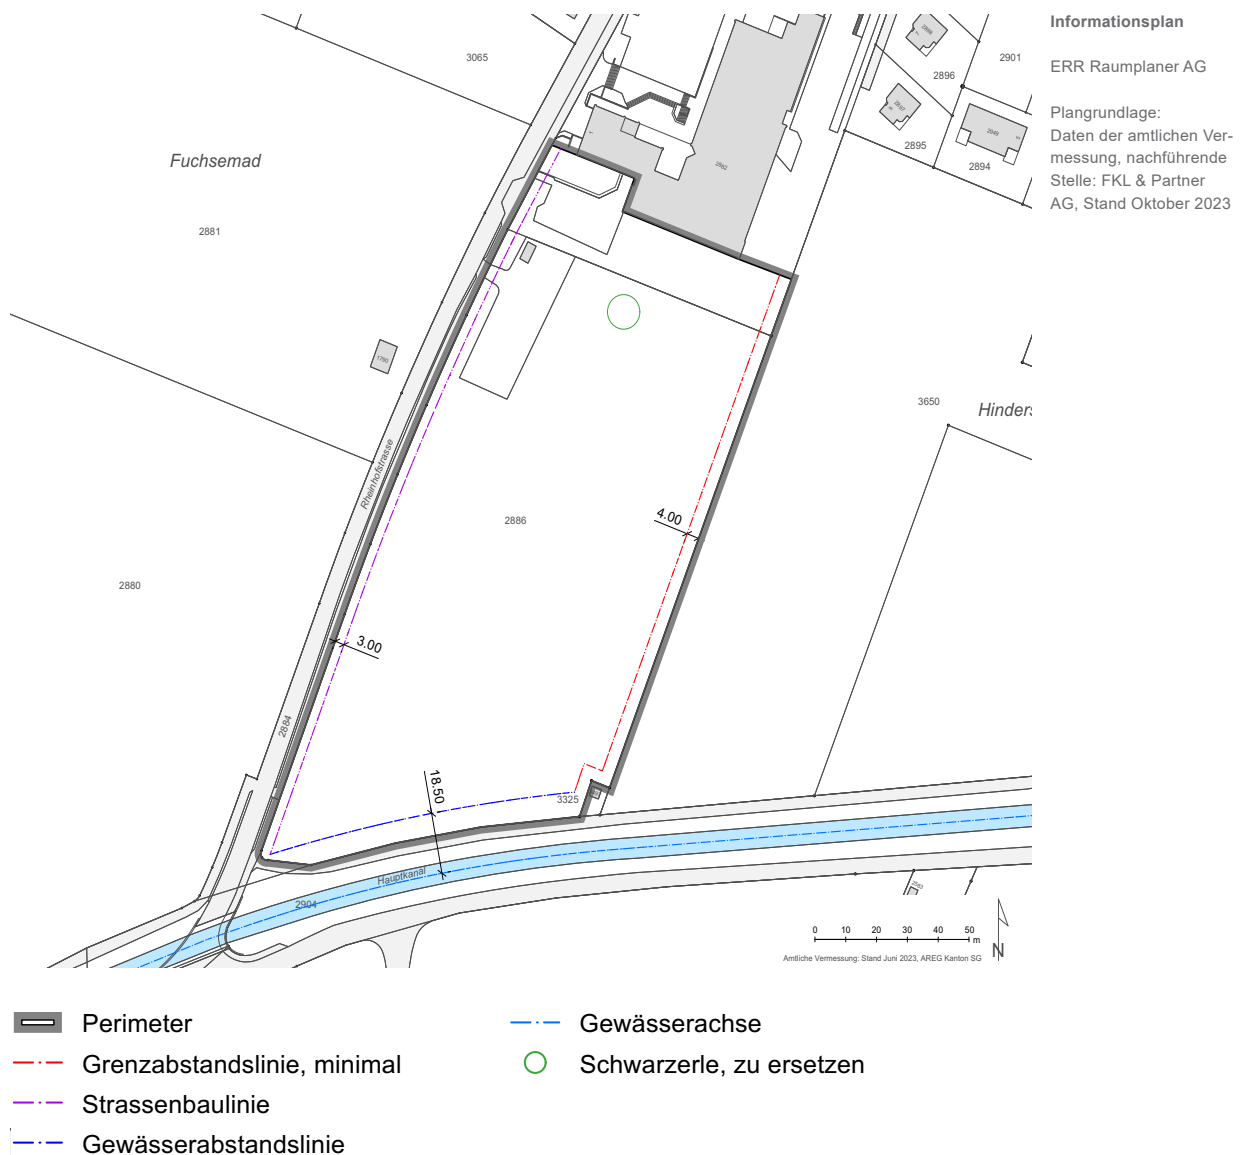 Informationsplan
ERR Raumplaner AG
Plangrundlage:
Daten der amtlichen Ver-
messung, nachführende
Stelle: FKL & Partner
AG, Stand Oktober 2023
3065
2901
2896
2895
2894
2849
2862
Fuchsemad
2881
1790
3650
Hinders
Rheinhofstrasse
2886
4.00
2880
3.00
2884
18.50
3325
Hauptkanal
2904
0 10 20 30 40 50
m
N
Amtliche Vermessung: Stand Juni 2023, AREG Kanton SG
Perimeter
Grenzabstandslinie, minimal
Strassenbaulinie
Gewässerabstandslinie
Gewässerachse
Schwarzerle, zu ersetzen